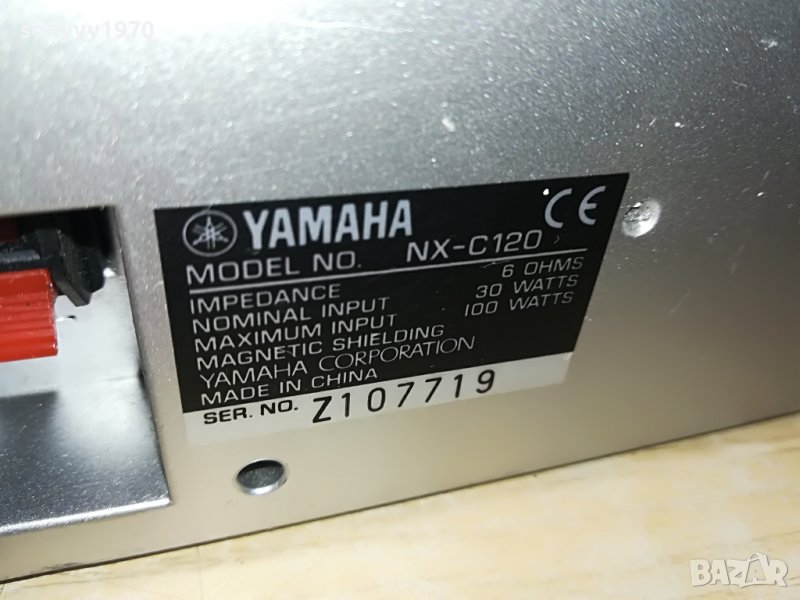 sonvvy1970
YAMAHA CE
MODEL NO. NX-C120
IMPEDANCE 6 OHMS
NOMINAL INPUT 30 WATTS
MAXIMUM INPUT 100 WATTS
MAGNETIC SHIELDING
YAMAHA CORPORATION
MADE IN CHINA
SER. NO. Z107719
BAZAR